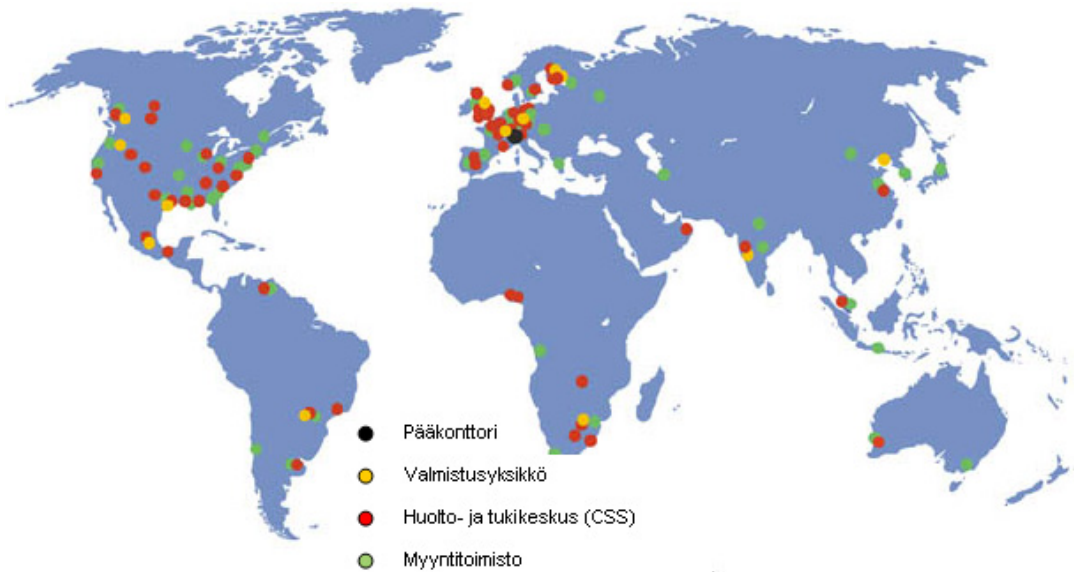 Pääkonttori
Valmistusyksikkö
Huolto- ja tukikeskus (CSS)
Myyntitoimisto